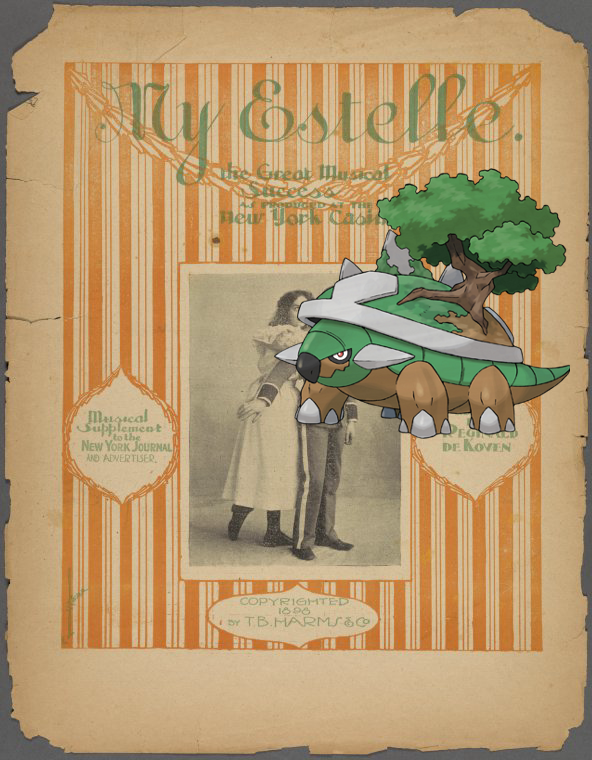 My Estelle.
the Great Musical
Success
AS PRODUCED AT THE
New York Casin
Musical
Supplement
to the
NEW YORK JOURNAL
AND ADVERTISER.
REGINALD
DE KOVEN
COPYRIGHTED
1898
BY T.B. HARMS & CO